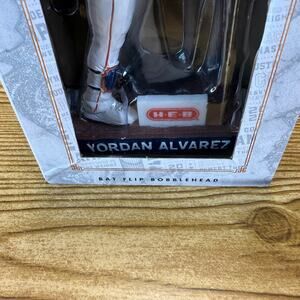 H-E-B
YORDAN ALVAREZ
BAT FLIP BOBBLEHEAD